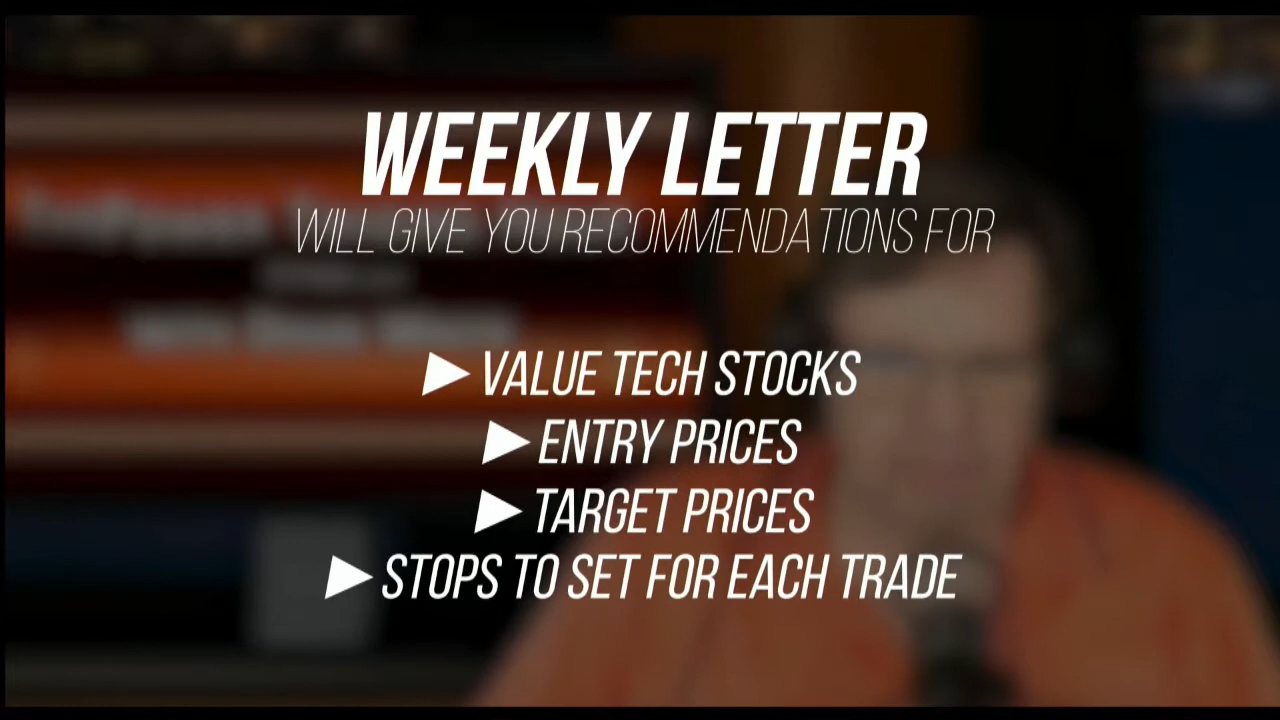 WEEKLY LETTER
WILL GIVE YOU RECOMMENDATIONS FOR
▶ VALUE TECH STOCKS
▶ ENTRY PRICES
▶ TARGET PRICES
▶ STOPS TO SET FOR EACH TRADE